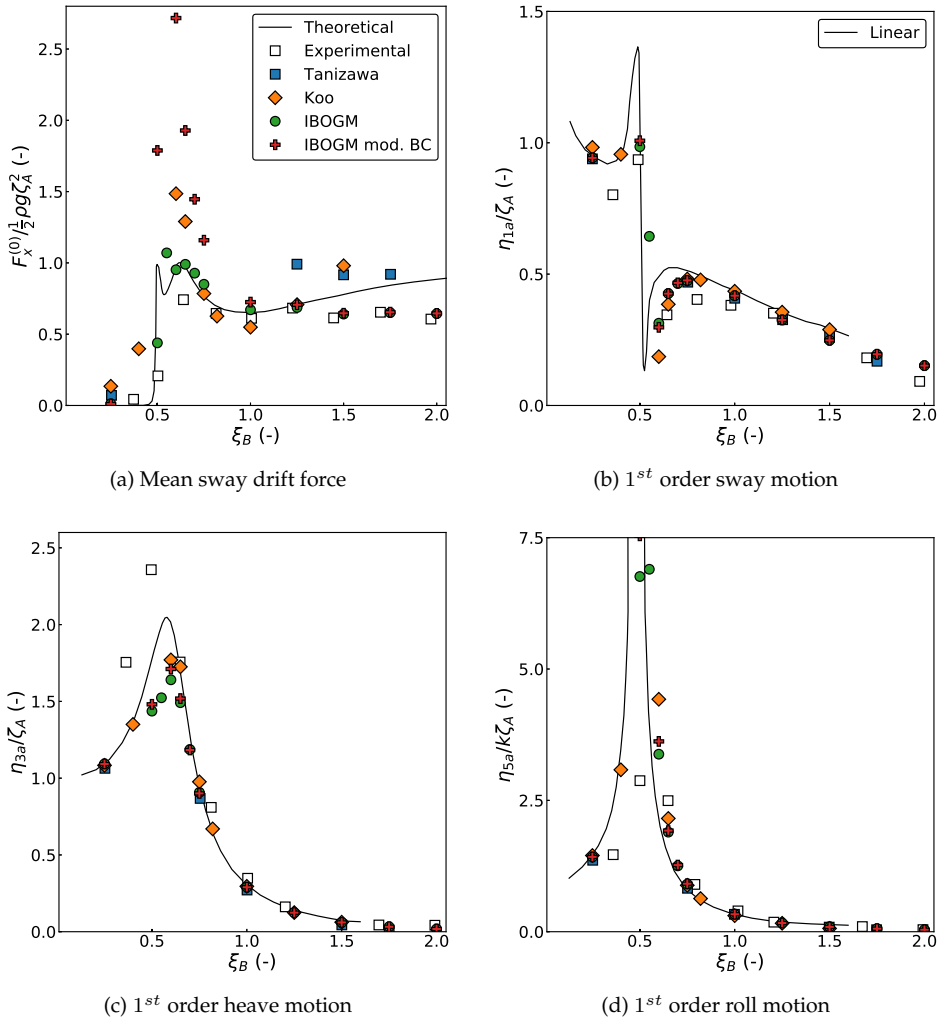 2.5
2.0
1.5
1.0
0.5
0.0
F_x^(0)/½ρgζ_A^2 (-)
Theoretical
Experimental
Tanizawa
Koo
IBOGM
IBOGM mod. BC
0.5 1.0 1.5 2.0
ξ_B (-)
(a) Mean sway drift force
1.5
1.0
0.5
0.0
η_1a/ζ_A (-)
Linear
0.5 1.0 1.5 2.0
ξ_B (-)
(b) 1^st order sway motion
2.5
2.0
1.5
1.0
0.5
0.0
η_3a/ζ_A (-)
0.5 1.0 1.5 2.0
ξ_B (-)
(c) 1^st order heave motion
7.5
5.0
2.5
0.0
η_5a/kζ_A (-)
0.5 1.0 1.5 2.0
ξ_B (-)
(d) 1^st order roll motion